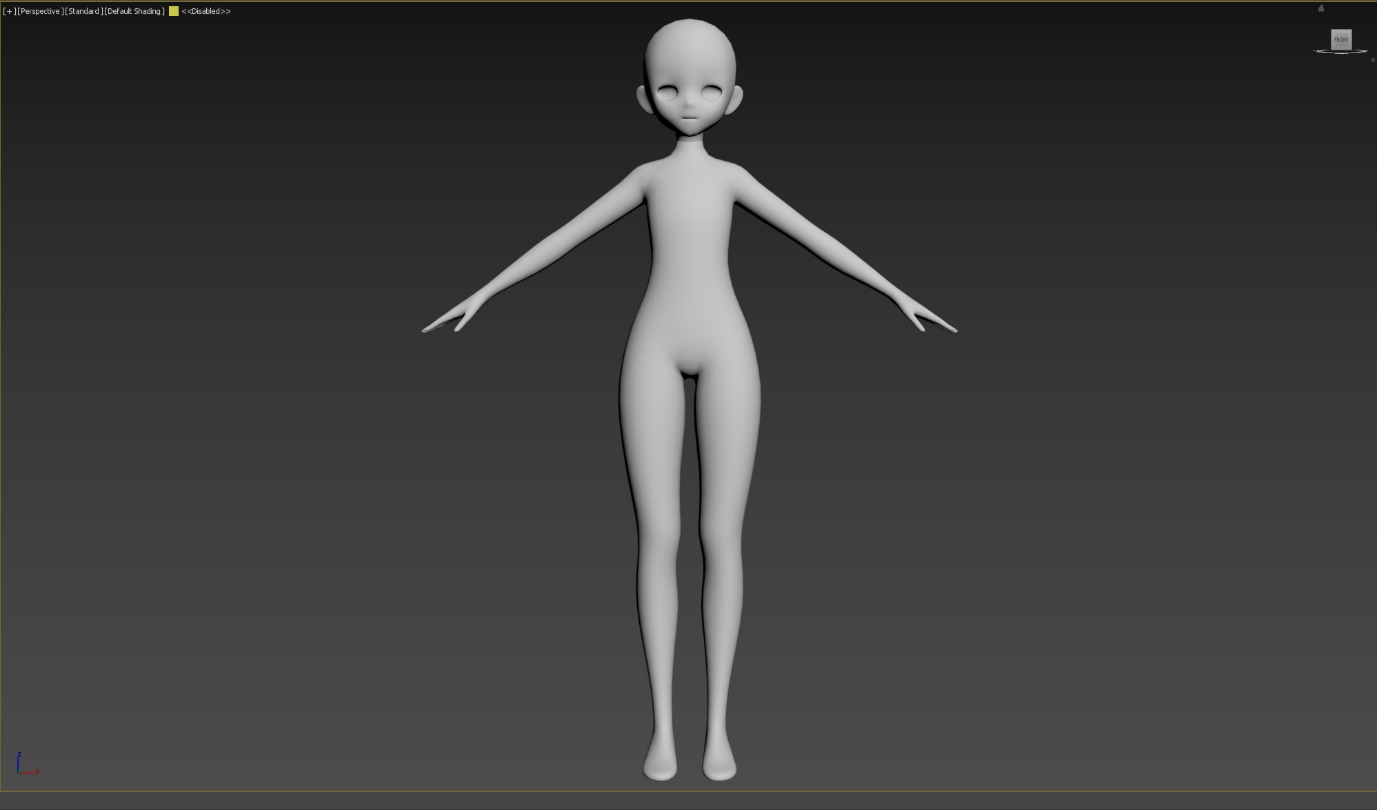 [+][Perspective][Standard][Default Shading] <<Disabled>>
FRONT
z
x